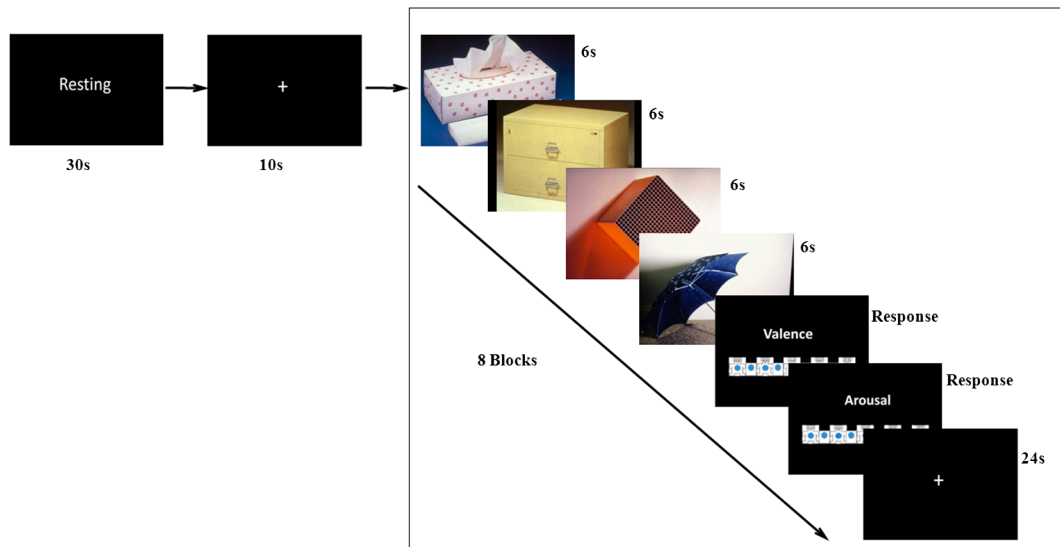 Resting
30s
+
10s
6s
6s
6s
6s
8 Blocks
Valence
Response
Arousal
Response
+
24s